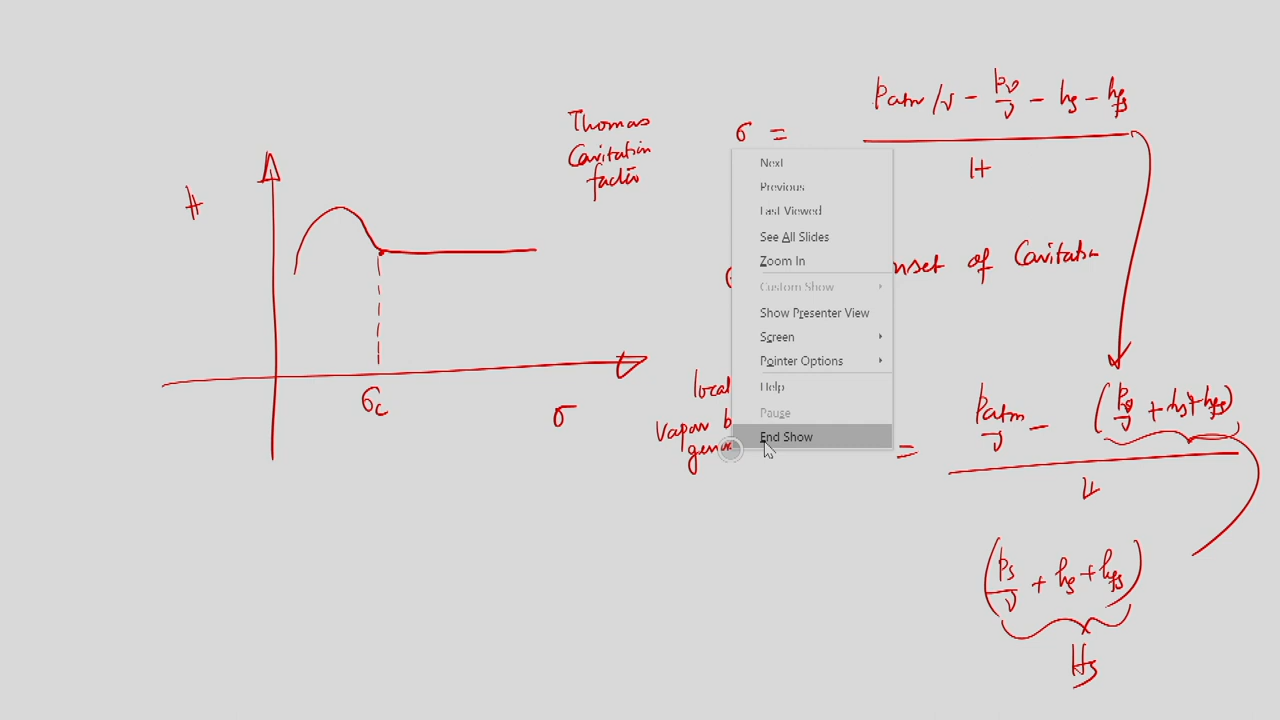 Thomas
Cavitation
factor
σ =
Patm/γ - Pv/γ - hs - hfs
H
H
σc
σ
nset of Cavitation
Next
Previous
Last Viewed
See All Slides
Zoom In
Custom Show
Show Presenter View
Screen
Pointer Options
Help
Pause
End Show
local
Vapour b
gen
= Patm/γ - (Pv/γ + hs + hfs)
H
(Ps/γ + hs + hfs)
Hs